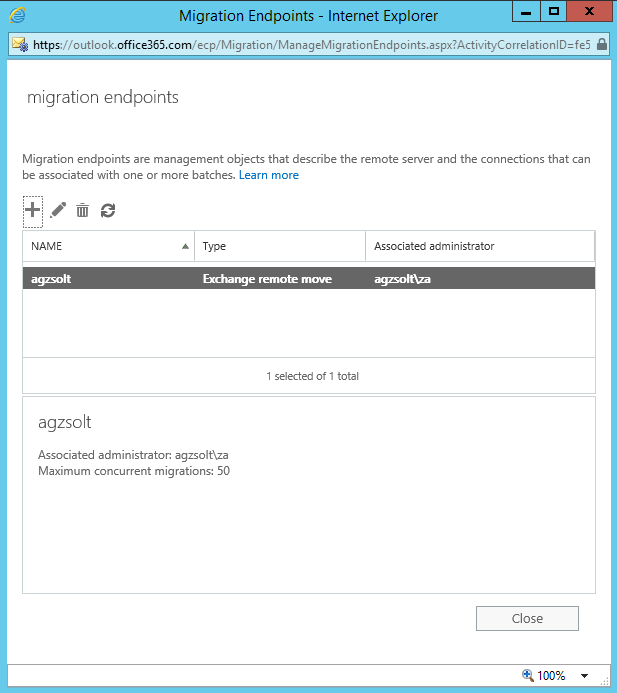 Migration Endpoints - Internet Explorer
https://outlook.office365.com/ecp/Migration/ManageMigrationEndpoints.aspx?ActivityCorrelationID=fe5
migration endpoints
Migration endpoints are management objects that describe the remote server and the connections that can
be associated with one or more batches. Learn more
NAME Type Associated administrator
agzsolt Exchange remote move agzsolt\za
1 selected of 1 total
agzsolt
Associated administrator: agzsolt\za
Maximum concurrent migrations: 50
Close
100%